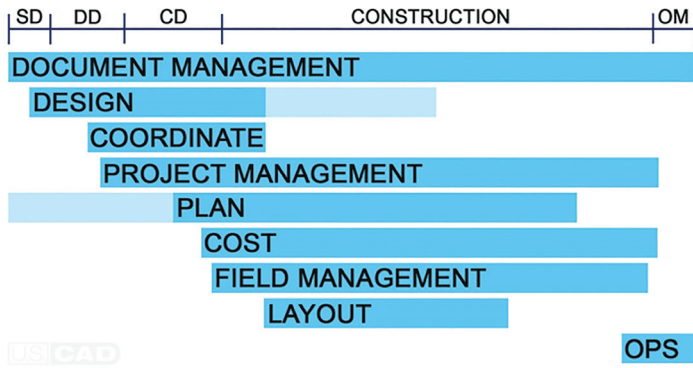 SD DD CD CONSTRUCTION OM
DOCUMENT MANAGEMENT
DESIGN
COORDINATE
PROJECT MANAGEMENT
PLAN
COST
FIELD MANAGEMENT
LAYOUT
OPS
US CAD